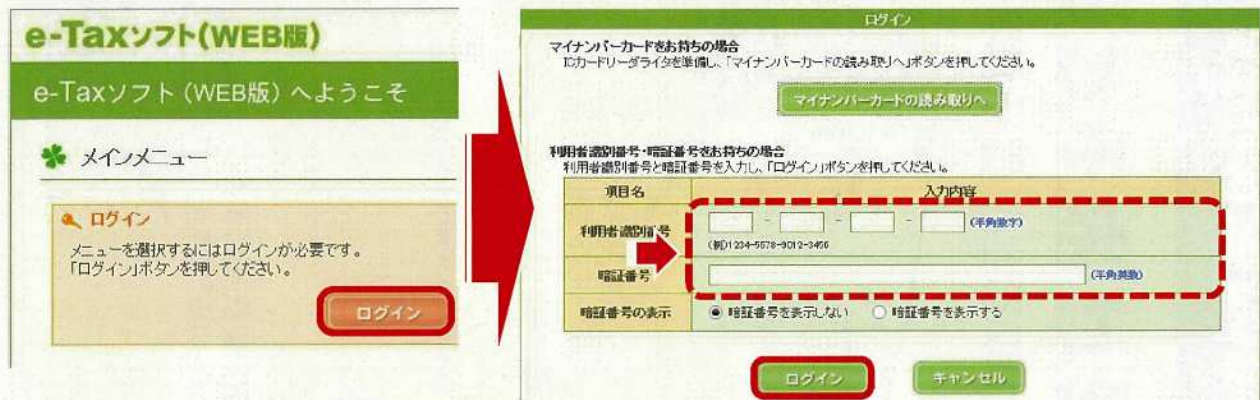 e-Taxソフト(WEB版)
e-Taxソフト(WEB版)へようこそ
メインメニュー
ログイン
メニューを選択するにはログインが必要です。
「ログイン」ボタンを押してください。
ログイン
ログイン
マイナンバーカードをお持ちの場合
ICカードリーダライタを準備し、「マイナンバーカードの読み取りへ」ボタンを押してください。
マイナンバーカードの読み取りへ
利用者識別番号・暗証番号をお持ちの場合
利用者識別番号と暗証番号を入力し、「ログイン」ボタンを押してください。
項目名 入力内容
利用者識別番号 - - - (半角数字)
(例)1234-5678-9012-3456
暗証番号 (半角英数)
暗証番号の表示 暗証番号を表示しない 暗証番号を表示する
ログイン キャンセル